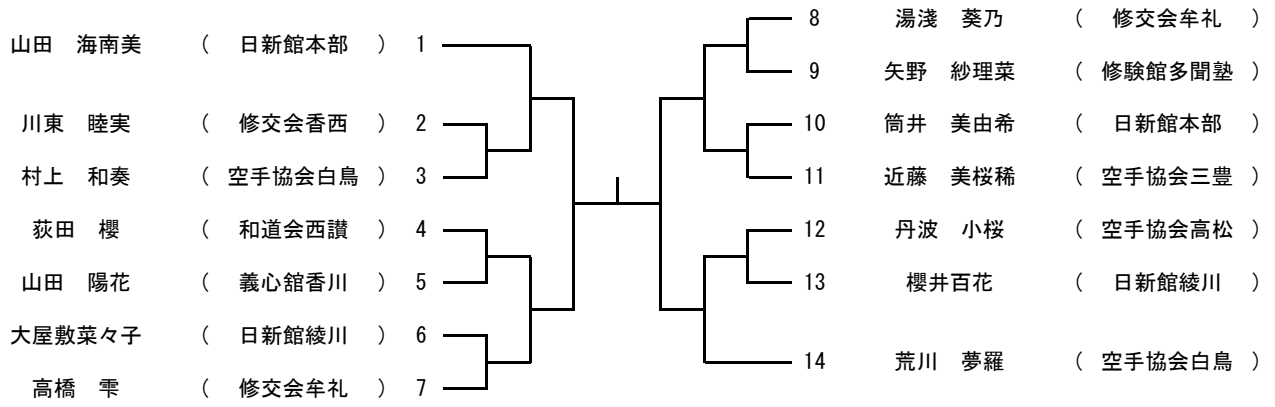 山田　海南美　（　日新館本部　）　1
川東　睦実　（　修交会香西　）　2
村上　和奏　（　空手協会白鳥　）　3
荻田　櫻　（　和道会西讃　）　4
山田　陽花　（　義心舘香川　）　5
大屋敷菜々子　（　日新館綾川　）　6
高橋　雫　（　修交会牟礼　）　7
8　湯淺　葵乃　（　修交会牟礼　）
9　矢野　紗理菜　（　修験館多聞塾　）
10　筒井　美由希　（　日新館本部　）
11　近藤　美桜稀　（　空手協会三豊　）
12　丹波　小桜　（　空手協会高松　）
13　櫻井百花　（　日新館綾川　）
14　荒川　夢羅　（　空手協会白鳥　）